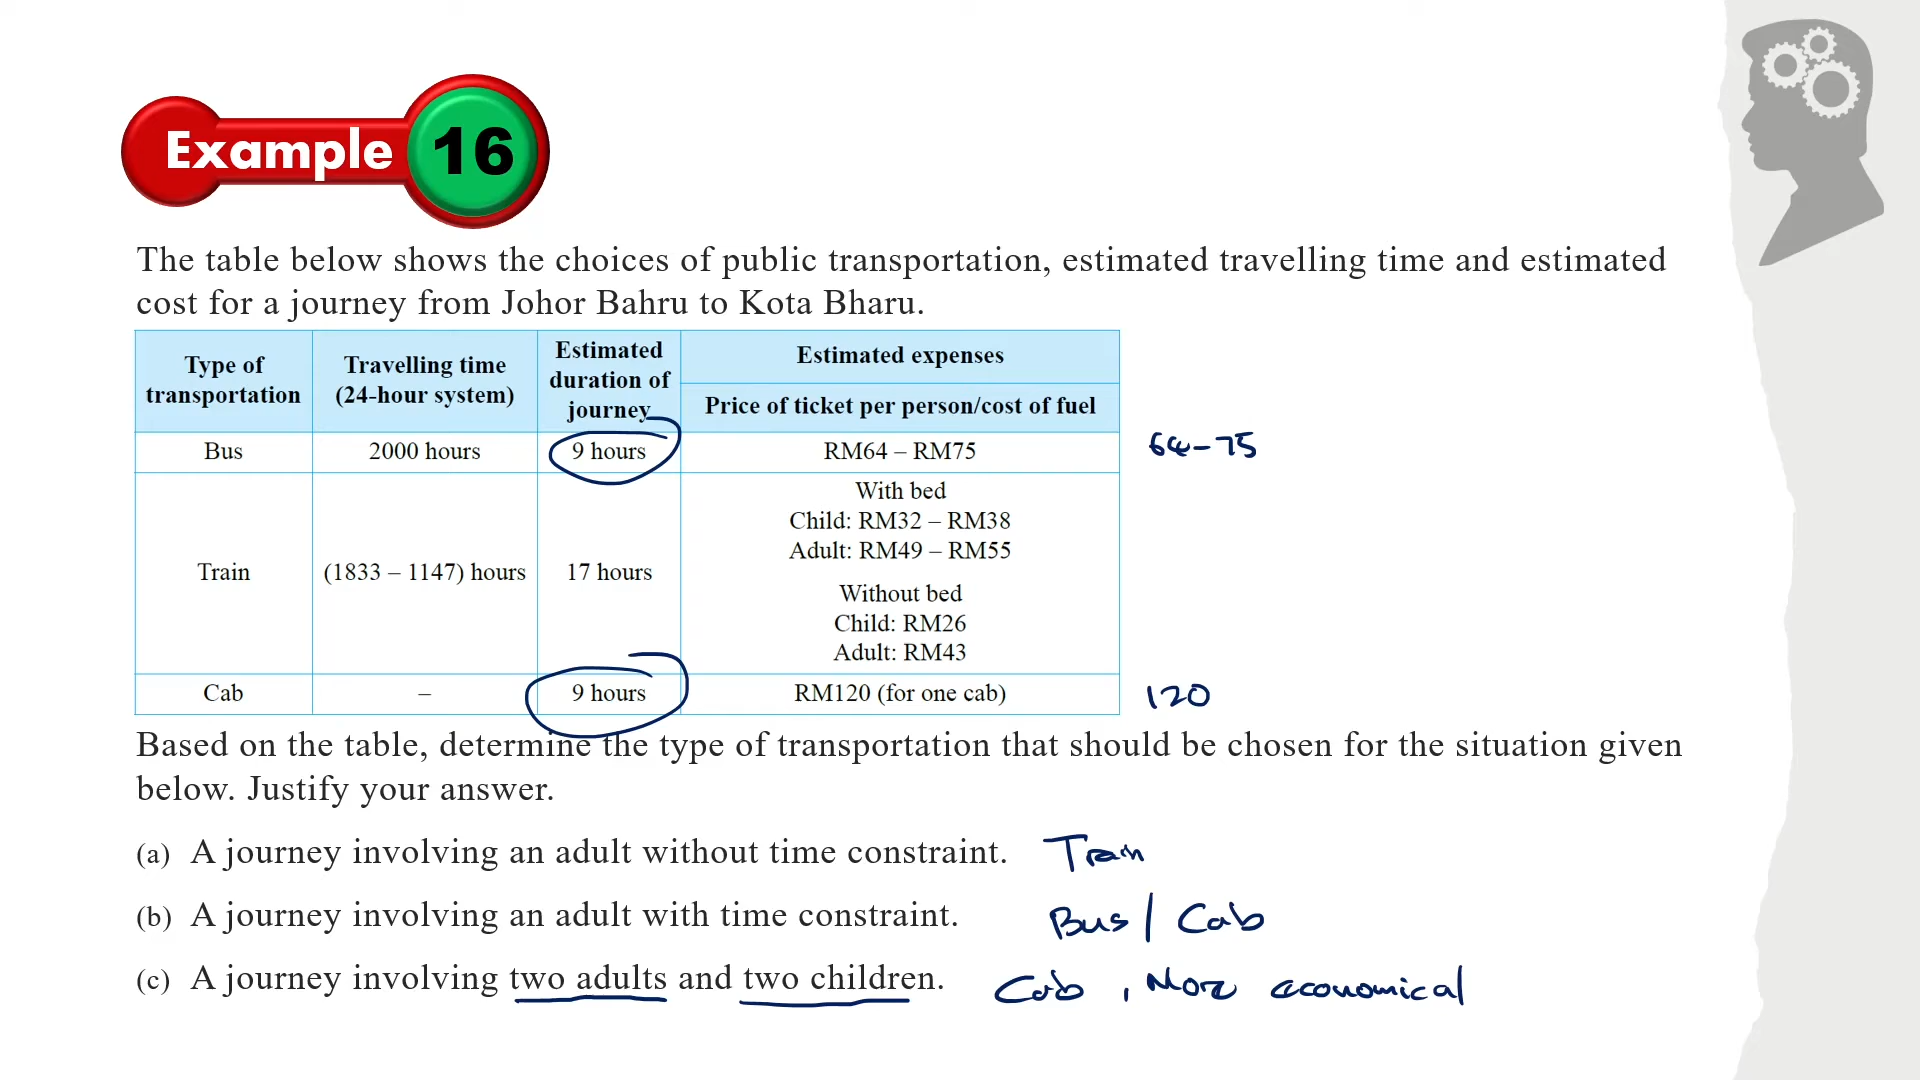 Example 16
The table below shows the choices of public transportation, estimated travelling time and estimated
cost for a journey from Johor Bahru to Kota Bharu.
Type of transportation
Travelling time (24-hour system)
Estimated duration of journey
Estimated expenses
Price of ticket per person/cost of fuel
Bus
2000 hours
9 hours
RM64 – RM75
64-75
Train
(1833 – 1147) hours
17 hours
With bed
Child: RM32 – RM38
Adult: RM49 – RM55
Without bed
Child: RM26
Adult: RM43
Cab
–
9 hours
RM120 (for one cab)
120
Based on the table, determine the type of transportation that should be chosen for the situation given
below. Justify your answer.
(a) A journey involving an adult without time constraint. Train
(b) A journey involving an adult with time constraint. Bus / Cab
(c) A journey involving two adults and two children. Cab, More economical